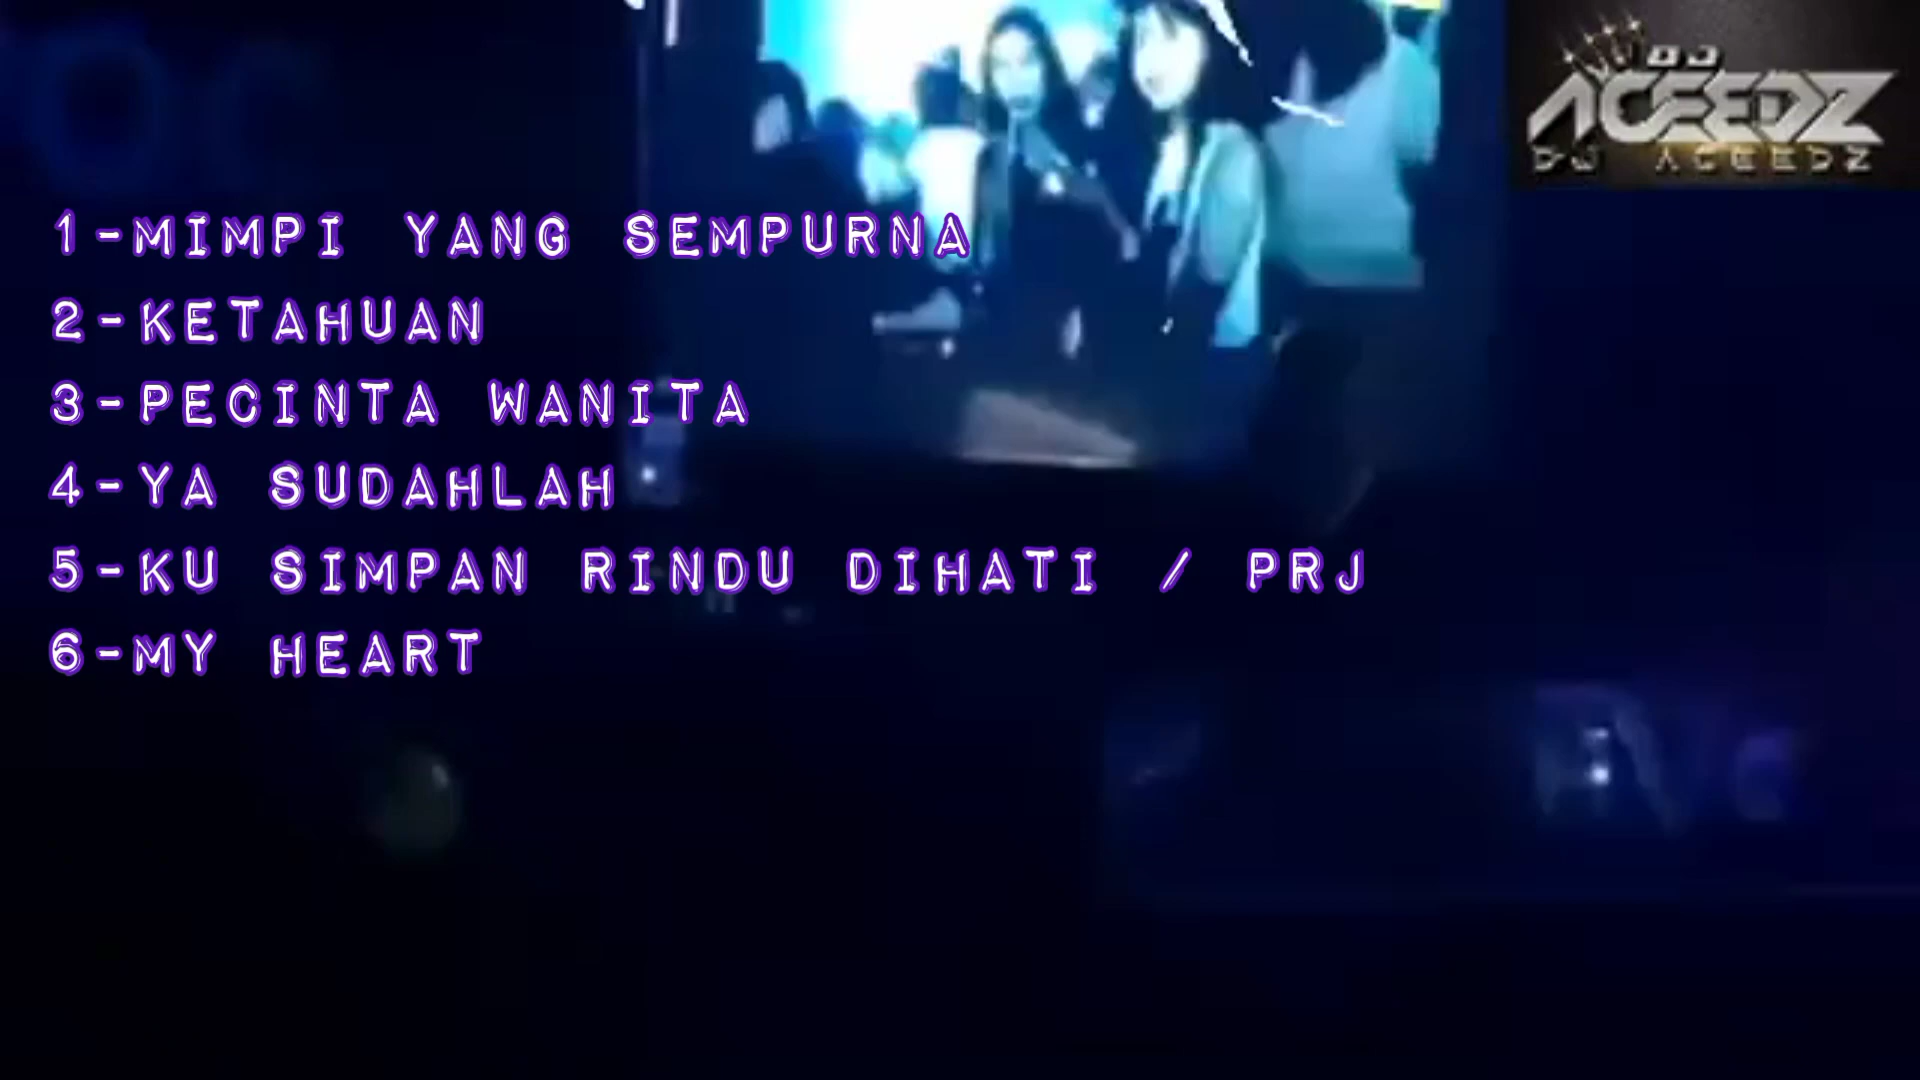 DJ
ACEEDZ
DJ ACEEDZ
1-MIMPI YANG SEMPURNA
2-KETAHUAN
3-PECINTA WANITA
4-YA SUDAHLAH
5-KU SIMPAN RINDU DIHATI / PRJ
6-MY HEART